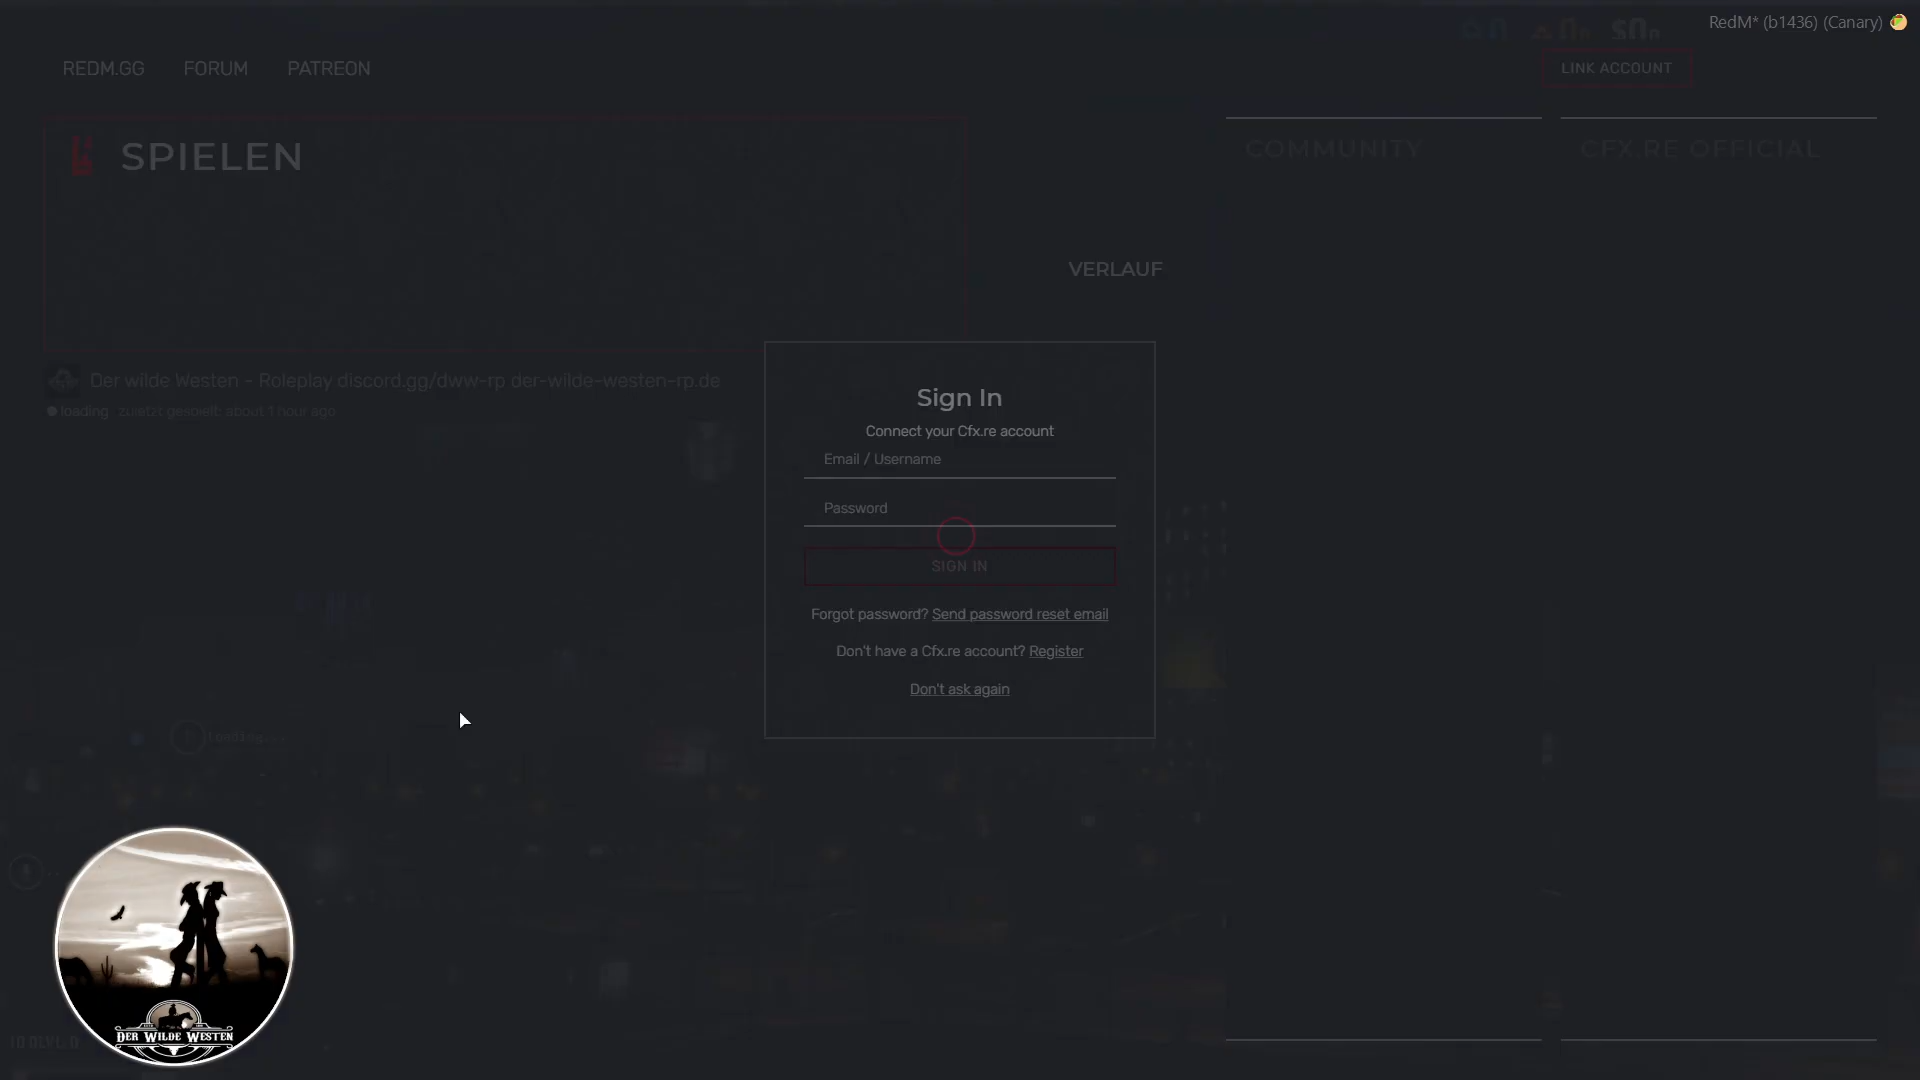 RedM* (b1436) (Canary)
REDM.GG FORUM PATREON
LINK ACCOUNT
SPIELEN
COMMUNITY
CFX.RE OFFICIAL
VERLAUF
Der wilde Westen - Roleplay discord.gg/dww-rp der-wilde-westen-rp.de
loading zuletzt gespielt: about 1 hour ago
Sign In
Connect your Cfx.re account
Email / Username
Password
SIGN IN
Forgot password? Send password reset email
Don't have a Cfx.re account? Register
Don't ask again
Loading...
DER WILDE WESTEN